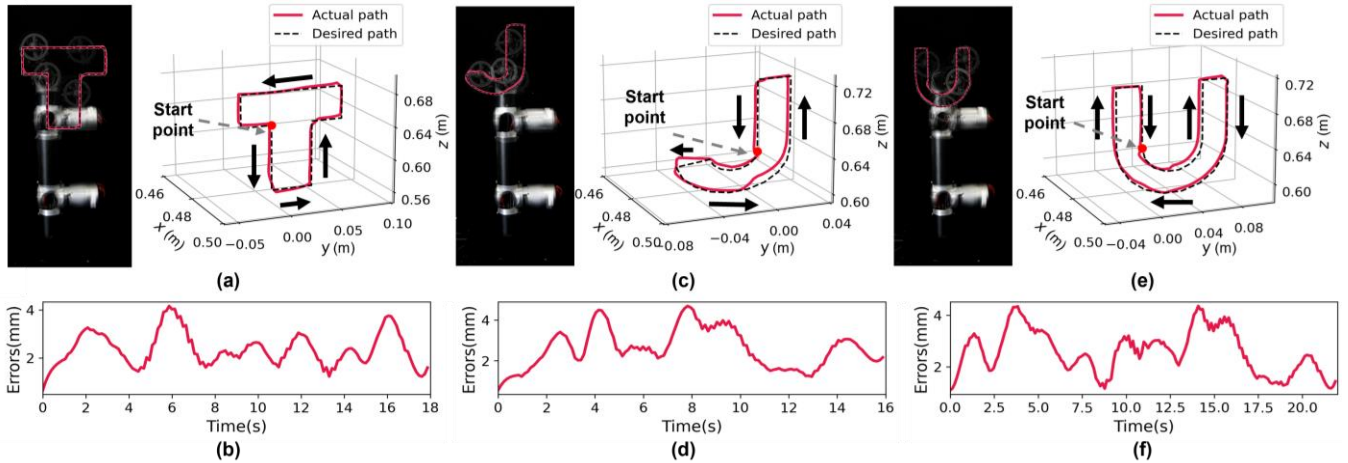 Actual path
Desired path
Start
point
0.68
0.64
0.60
0.56
z (m)
0.46
0.48
0.50
x (m)
−0.05
0.00
0.05
0.10
y (m)
(a)
Actual path
Desired path
Start
point
0.72
0.68
0.64
0.60
z (m)
0.46
0.48
0.50
x (m)
−0.08
−0.04
0.00
0.04
y (m)
(c)
Actual path
Desired path
Start
point
0.72
0.68
0.64
0.60
z (m)
0.46
0.48
0.50
x (m)
−0.04
0.00
0.04
0.08
y (m)
(e)
Errors(mm)
4
2
0 2 4 6 8 10 12 14 16 18
Time(s)
(b)
Errors(mm)
4
2
0 2 4 6 8 10 12 14 16
Time(s)
(d)
Errors(mm)
4
2
0.0 2.5 5.0 7.5 10.0 12.5 15.0 17.5 20.0
Time(s)
(f)